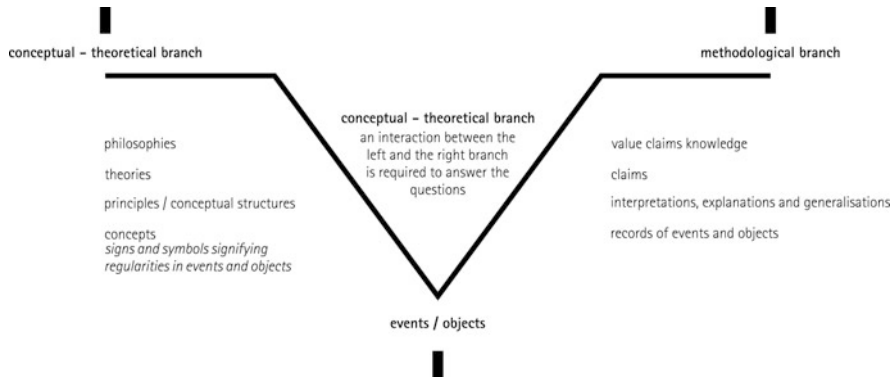 conceptual – theoretical branch
methodological branch
conceptual – theoretical branch
an interaction between the
left and the right branch
is required to answer the
questions
philosophies
theories
principles / conceptual structures
concepts
signs and symbols signifying
regularities in events and objects
value claims knowledge
claims
interpretations, explanations and generalisations
records of events and objects
events / objects